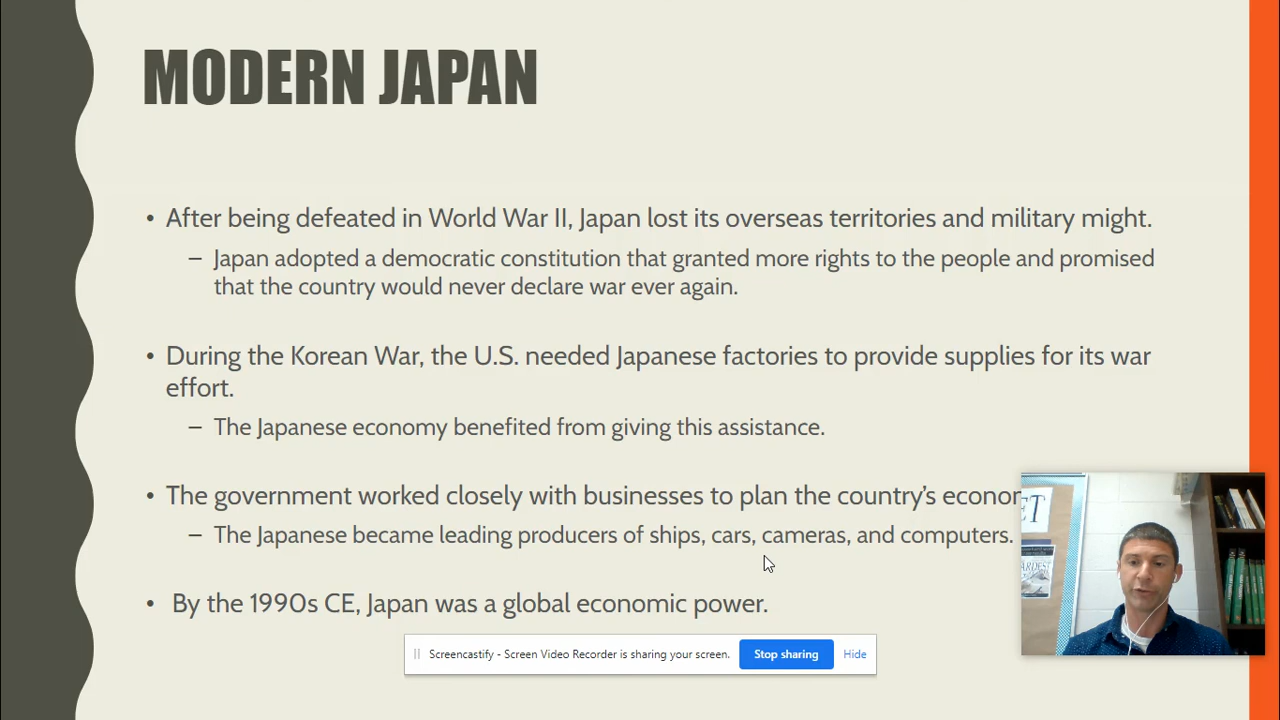 MODERN JAPAN
• After being defeated in World War II, Japan lost its overseas territories and military might.
– Japan adopted a democratic constitution that granted more rights to the people and promised
that the country would never declare war ever again.
• During the Korean War, the U.S. needed Japanese factories to provide supplies for its war
effort.
– The Japanese economy benefited from giving this assistance.
• The government worked closely with businesses to plan the country's
– The Japanese became leading producers of ships, cars, cameras, and computers.
• By the 1990s CE, Japan was a global economic power.
Screencastify - Screen Video Recorder is sharing your screen. Stop sharing Hide